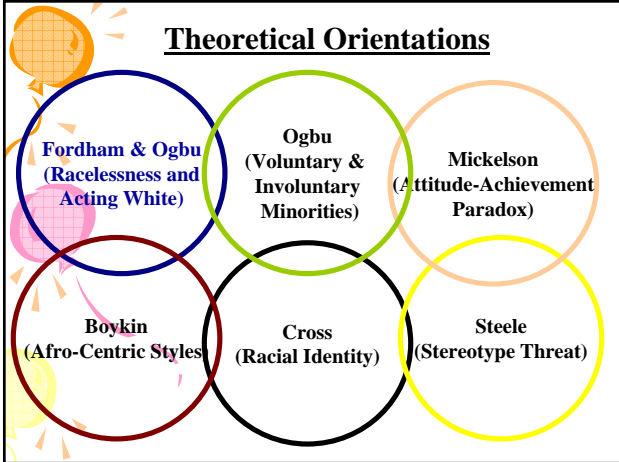 Theoretical Orientations
Fordham & Ogbu
(Racelessness and
Acting White)
Ogbu
(Voluntary &
Involuntary
Minorities)
Mickelson
(Attitude-Achievement
Paradox)
Boykin
(Afro-Centric Styles)
Cross
(Racial Identity)
Steele
(Stereotype Threat)